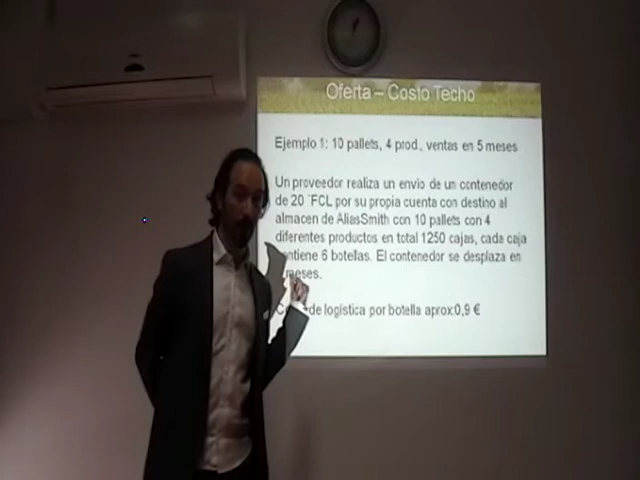 Oferta – Costo Techo
Ejemplo 1: 10 pallets, 4 prod., ventas en 5 meses
Un proveedor realiza un envio de un contenedor
de 20 ´FCL por su propia cuenta con destino al
almacen de AliasSmith con 10 pallets con 4
diferentes productos en total 1250 cajas, cada caja
ntiene 6 botellas. El contenedor se desplaza en
meses.
de logística por botella aprox:0,9 €